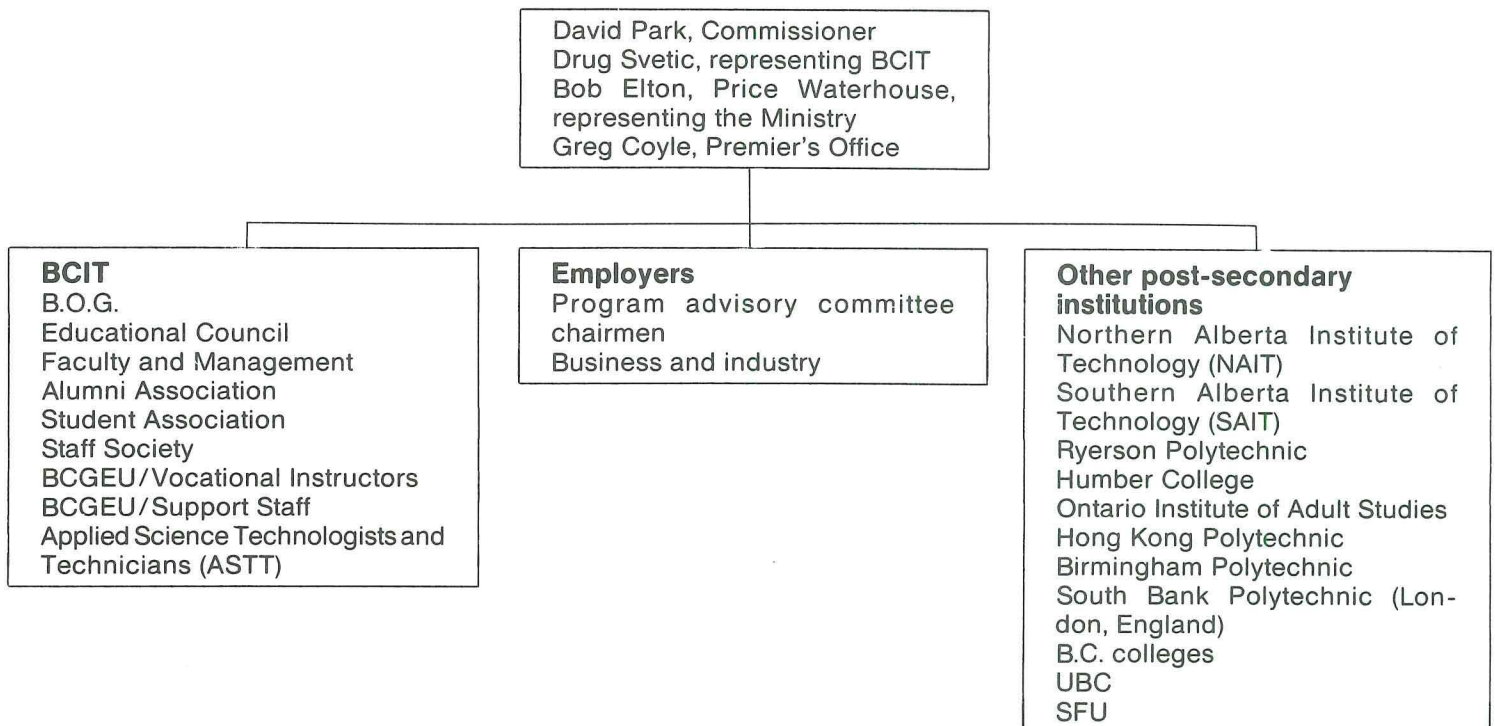 David Park, Commissioner
Drug Svetic, representing BCIT
Bob Elton, Price Waterhouse,
representing the Ministry
Greg Coyle, Premier's Office
BCIT
B.O.G.
Educational Council
Faculty and Management
Alumni Association
Student Association
Staff Society
BCGEU/Vocational Instructors
BCGEU/Support Staff
Applied Science Technologists and
Technicians (ASTT)
Employers
Program advisory committee
chairmen
Business and industry
Other post-secondary
institutions
Northern Alberta Institute of
Technology (NAIT)
Southern Alberta Institute of
Technology (SAIT)
Ryerson Polytechnic
Humber College
Ontario Institute of Adult Studies
Hong Kong Polytechnic
Birmingham Polytechnic
South Bank Polytechnic (Lon-
don, England)
B.C. colleges
UBC
SFU